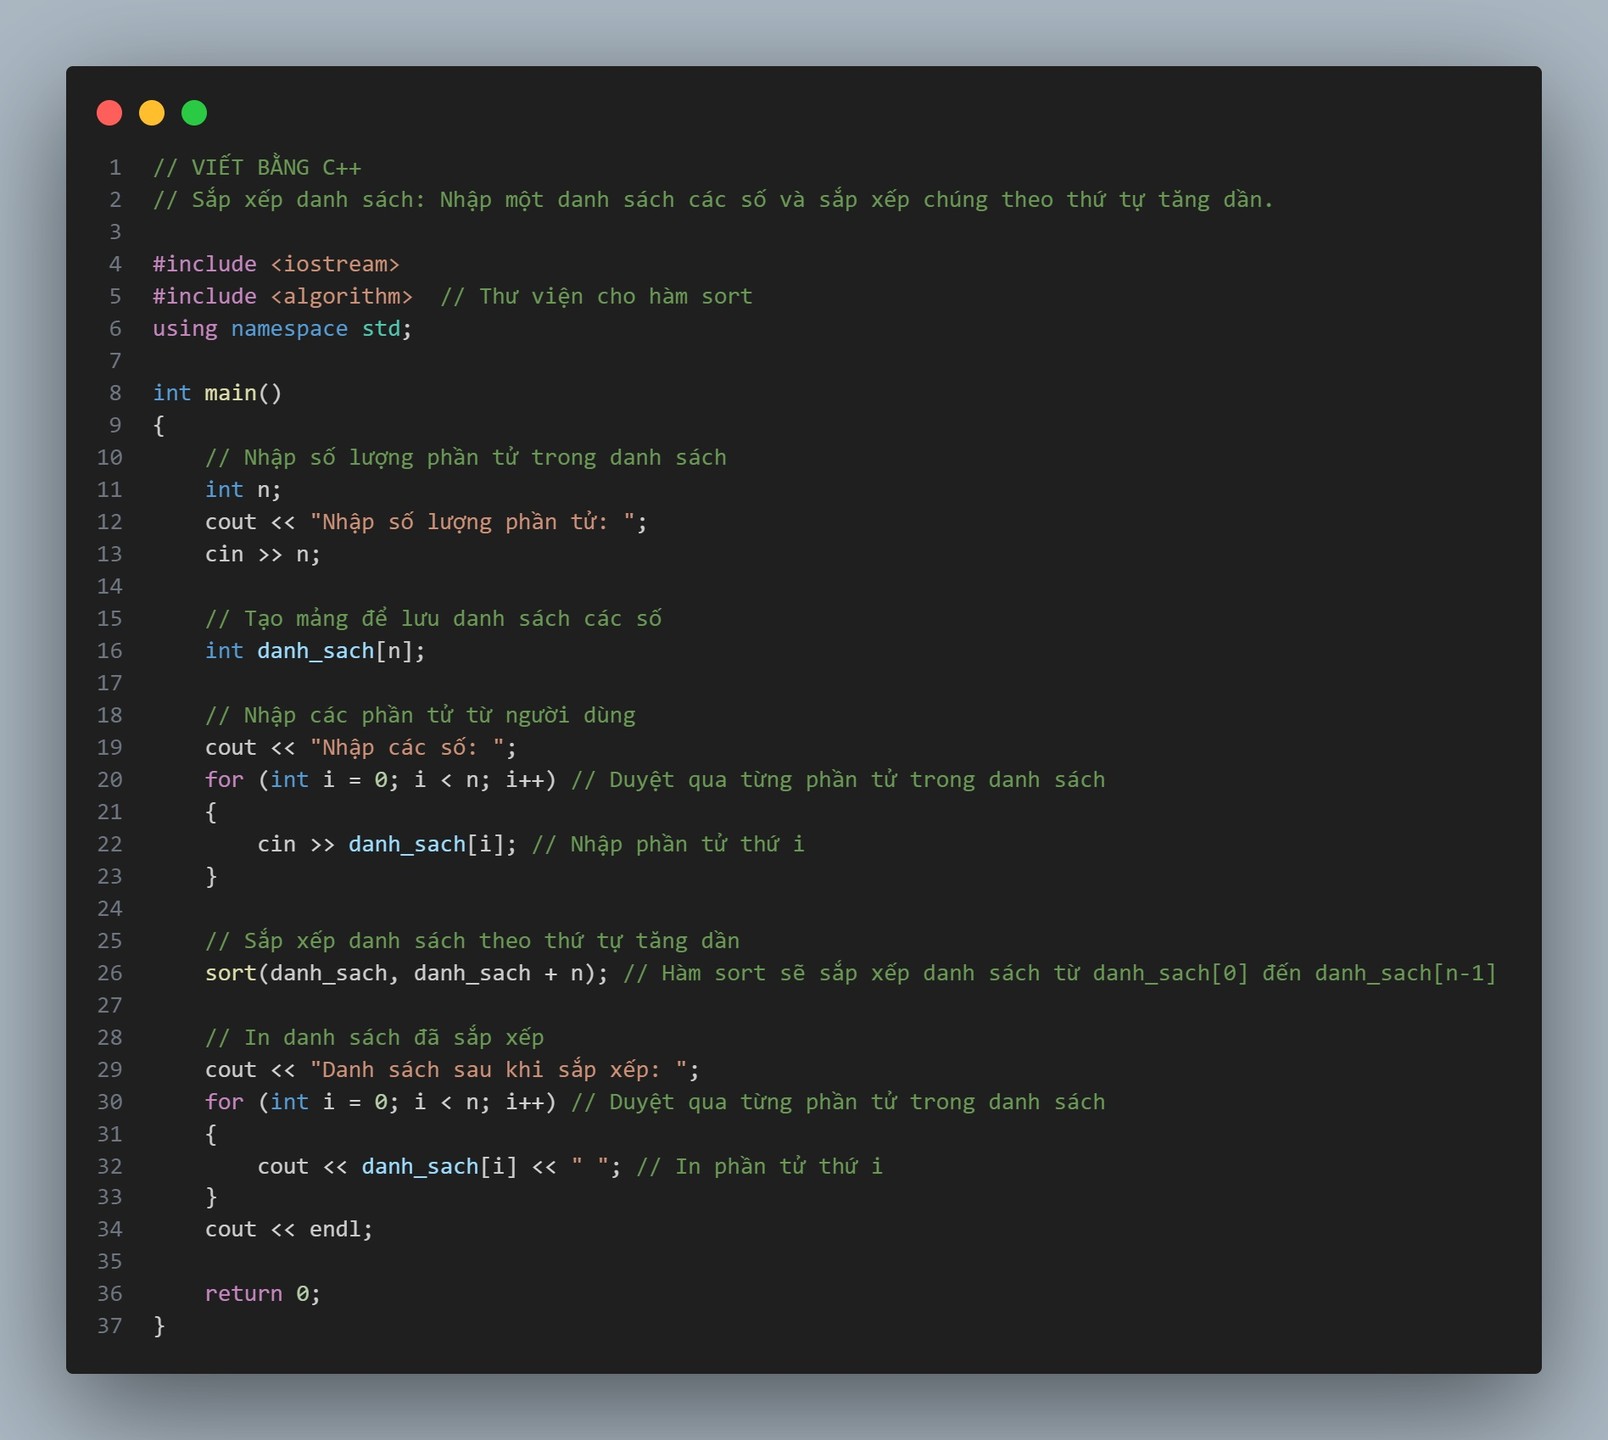 1 // VIẾT BẰNG C++
2 // Sắp xếp danh sách: Nhập một danh sách các số và sắp xếp chúng theo thứ tự tăng dần.
3
4 #include <iostream>
5 #include <algorithm>  // Thư viện cho hàm sort
6 using namespace std;
7
8 int main()
9 {
10     // Nhập số lượng phần tử trong danh sách
11     int n;
12     cout << "Nhập số lượng phần tử: ";
13     cin >> n;
14
15     // Tạo mảng để lưu danh sách các số
16     int danh_sach[n];
17
18     // Nhập các phần tử từ người dùng
19     cout << "Nhập các số: ";
20     for (int i = 0; i < n; i++) // Duyệt qua từng phần tử trong danh sách
21     {
22         cin >> danh_sach[i]; // Nhập phần tử thứ i
23     }
24
25     // Sắp xếp danh sách theo thứ tự tăng dần
26     sort(danh_sach, danh_sach + n); // Hàm sort sẽ sắp xếp danh sách từ danh_sach[0] đến danh_sach[n-1]
27
28     // In danh sách đã sắp xếp
29     cout << "Danh sách sau khi sắp xếp: ";
30     for (int i = 0; i < n; i++) // Duyệt qua từng phần tử trong danh sách
31     {
32         cout << danh_sach[i] << " "; // In phần tử thứ i
33     }
34     cout << endl;
35
36     return 0;
37 }